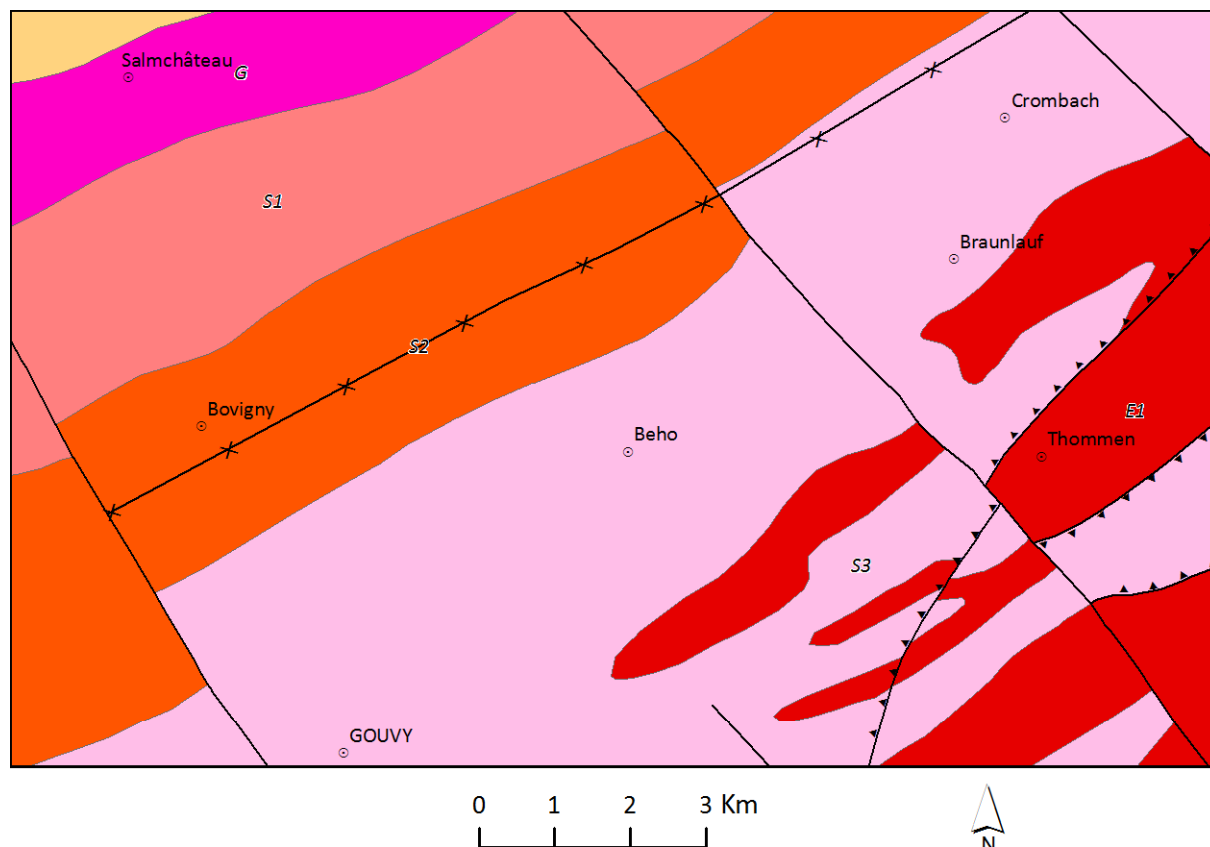 Salmchâteau
G
Crombach
S1
Braunlauf
S2
Bovigny
E1
Beho
Thommen
S3
GOUVY
0 1 2 3 Km
N